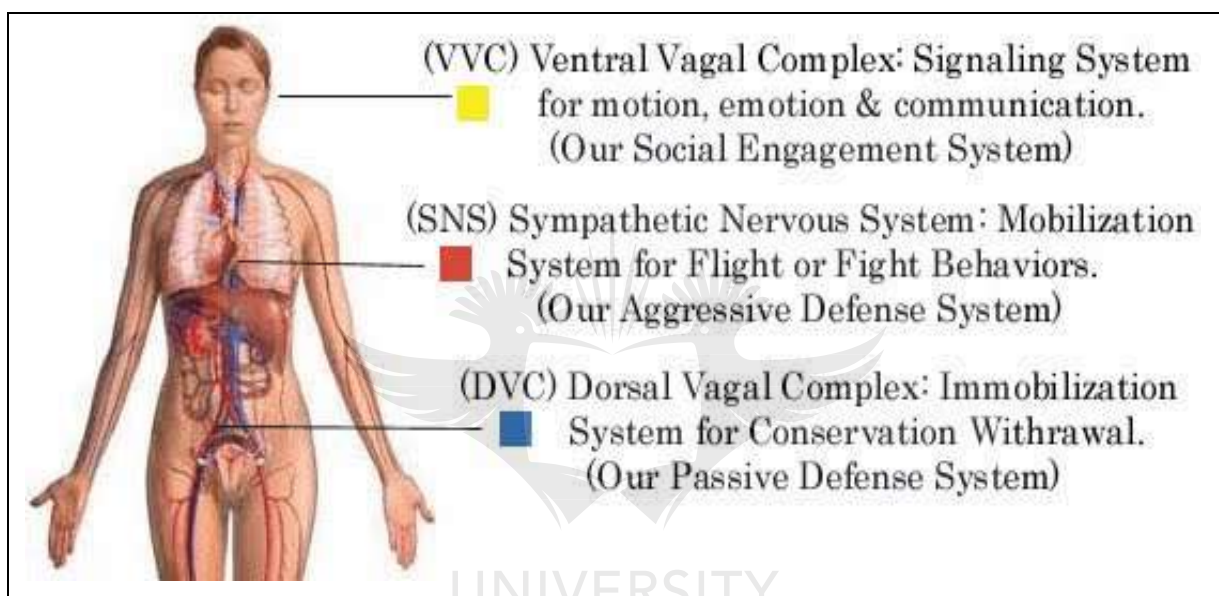 (VVC) Ventral Vagal Complex: Signaling System
for motion, emotion & communication.
(Our Social Engagement System)
(SNS) Sympathetic Nervous System: Mobilization
System for Flight or Fight Behaviors.
(Our Aggressive Defense System)
(DVC) Dorsal Vagal Complex: Immobilization
System for Conservation Withrawal.
(Our Passive Defense System)
UNIVERSITY